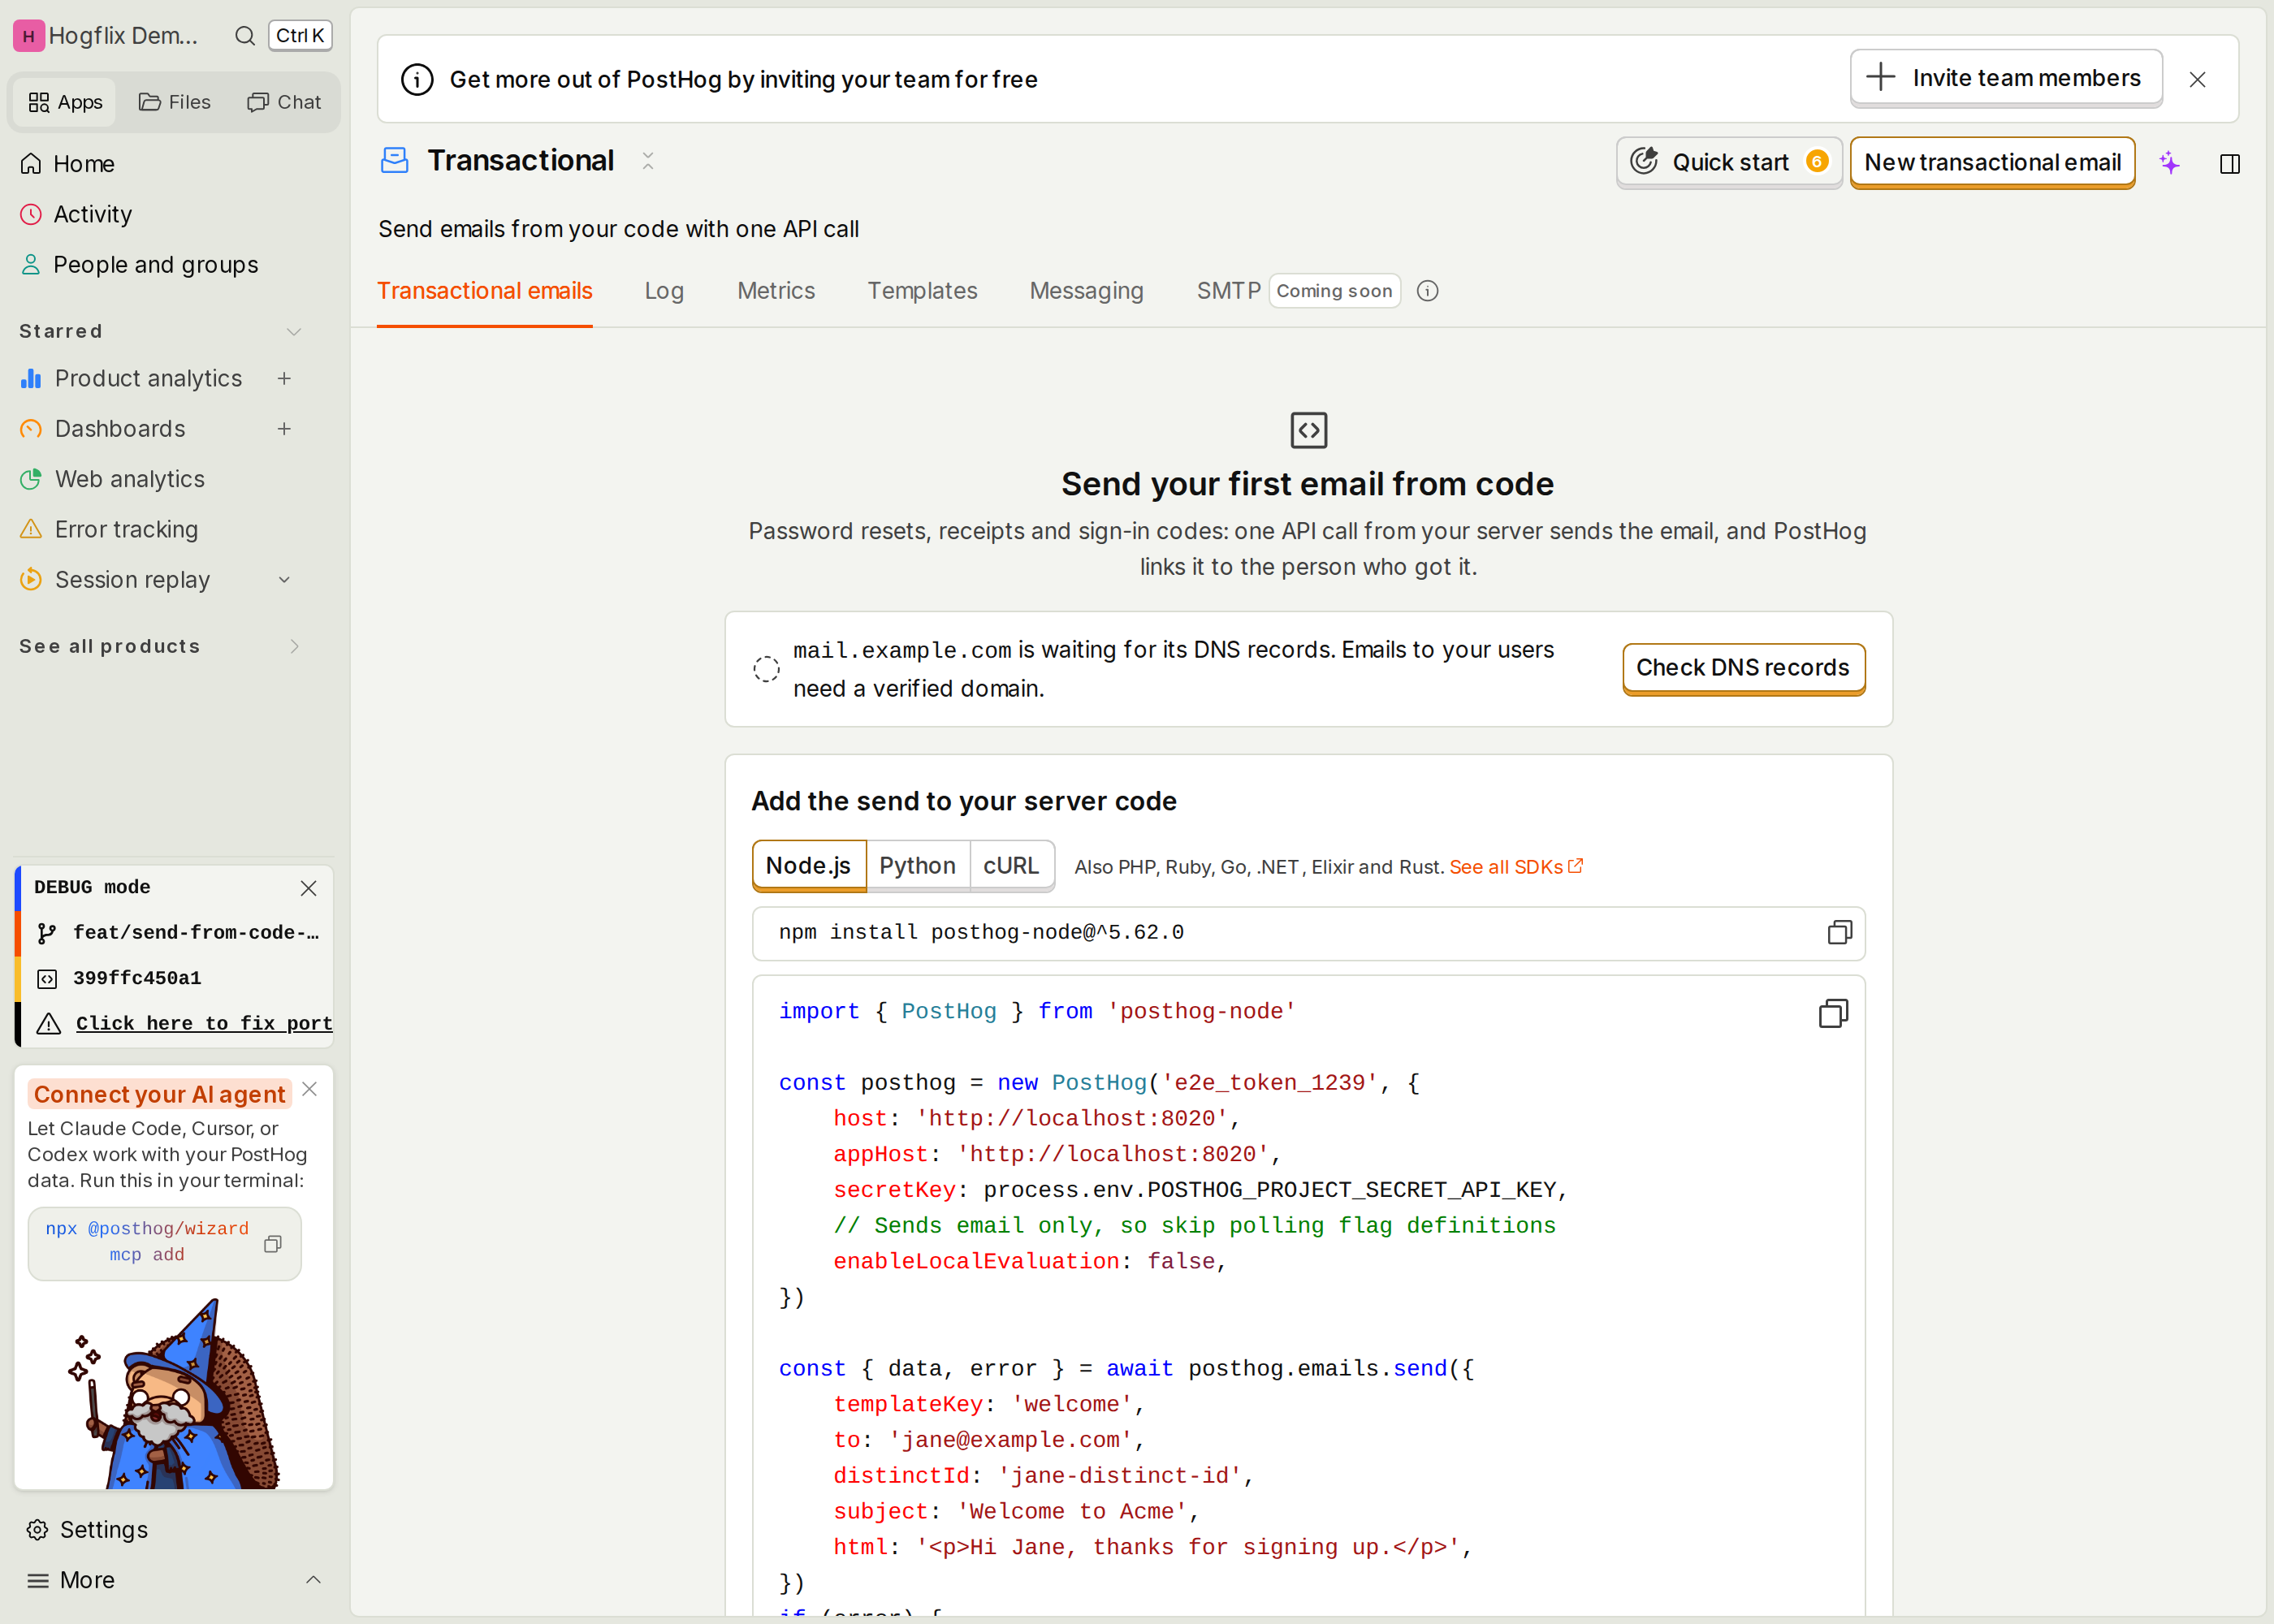 H Hogflix Dem... Ctrl K
Apps Files Chat
Home
Activity
People and groups
Starred
Product analytics
Dashboards
Web analytics
Error tracking
Session replay
See all products
DEBUG mode
feat/send-from-code-…
399ffc450a1
Click here to fix port
Connect your AI agent
Let Claude Code, Cursor, or
Codex work with your PostHog
data. Run this in your terminal:
npx @posthog/wizard
mcp add
Settings
More
Get more out of PostHog by inviting your team for free
Invite team members
Transactional
Quick start 6
New transactional email
Send emails from your code with one API call
Transactional emails Log Metrics Templates Messaging SMTP Coming soon
Send your first email from code
Password resets, receipts and sign-in codes: one API call from your server sends the email, and PostHog
links it to the person who got it.
mail.example.com is waiting for its DNS records. Emails to your users
need a verified domain.
Check DNS records
Add the send to your server code
Node.js Python cURL Also PHP, Ruby, Go, .NET, Elixir and Rust. See all SDKs
npm install posthog-node@^5.62.0
import { PostHog } from 'posthog-node'
const posthog = new PostHog('e2e_token_1239', {
host: 'http://localhost:8020',
appHost: 'http://localhost:8020',
secretKey: process.env.POSTHOG_PROJECT_SECRET_API_KEY,
// Sends email only, so skip polling flag definitions
enableLocalEvaluation: false,
})
const { data, error } = await posthog.emails.send({
templateKey: 'welcome',
to: 'jane@example.com',
distinctId: 'jane-distinct-id',
subject: 'Welcome to Acme',
html: '<p>Hi Jane, thanks for signing up.</p>',
})
if (error) {